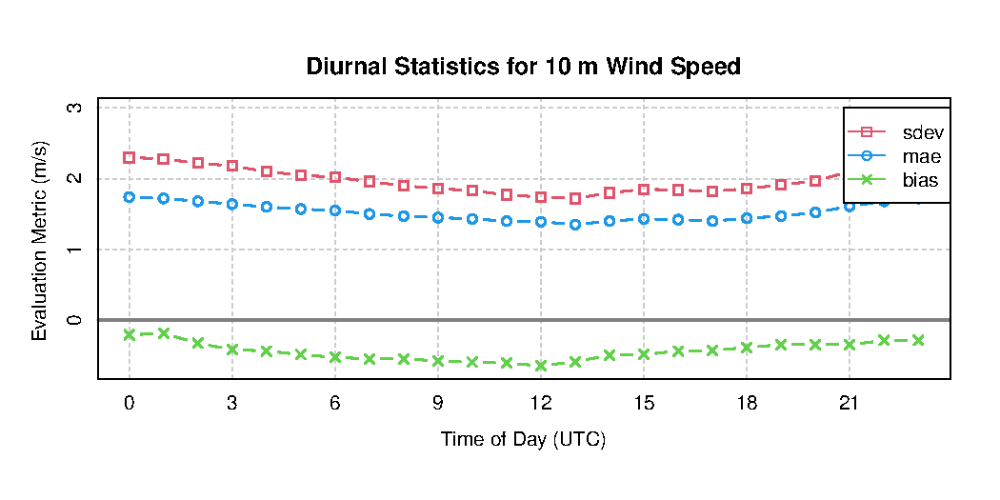 Diurnal Statistics for 10 m Wind Speed
Evaluation Metric (m/s)
3
2
1
0
sdev
mae
bias
0 3 6 9 12 15 18 21
Time of Day (UTC)